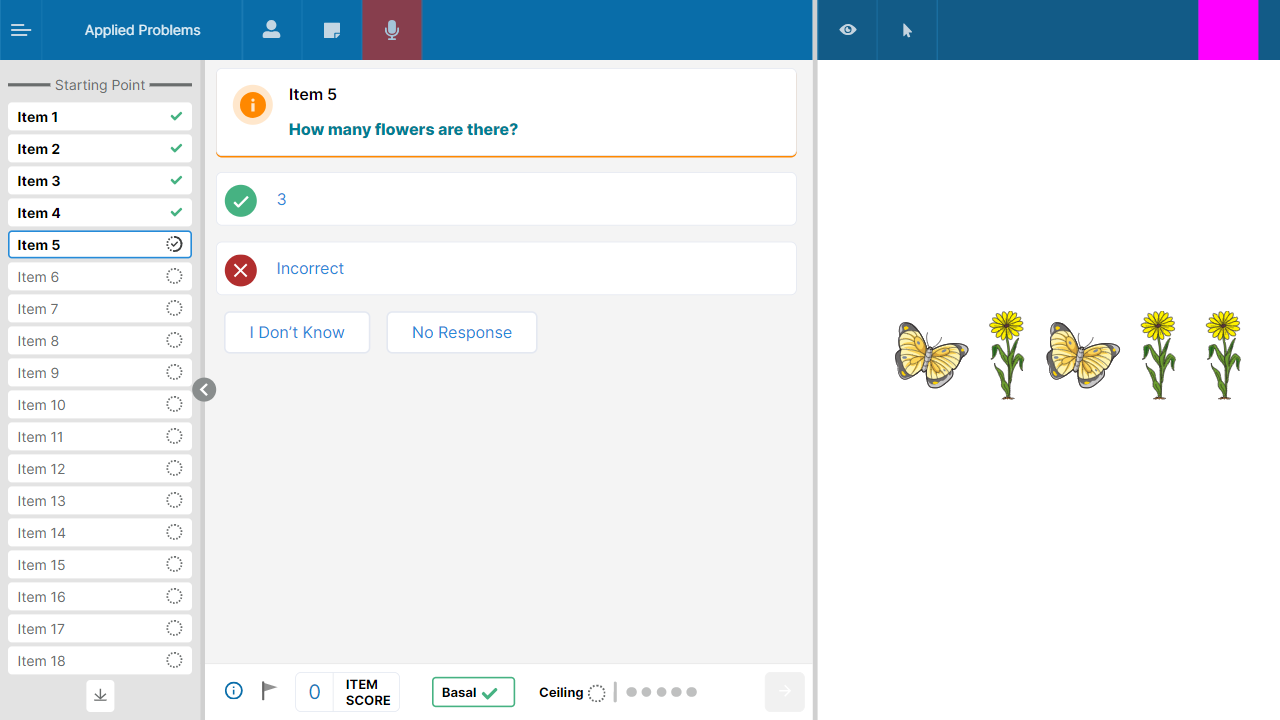 Applied Problems
Starting Point
Item 1
Item 2
Item 3
Item 4
Item 5
Item 6
Item 7
Item 8
Item 9
Item 10
Item 11
Item 12
Item 13
Item 14
Item 15
Item 16
Item 17
Item 18
Item 5
How many flowers are there?
3
Incorrect
I Don’t Know
No Response
0
ITEM
SCORE
Basal
Ceiling